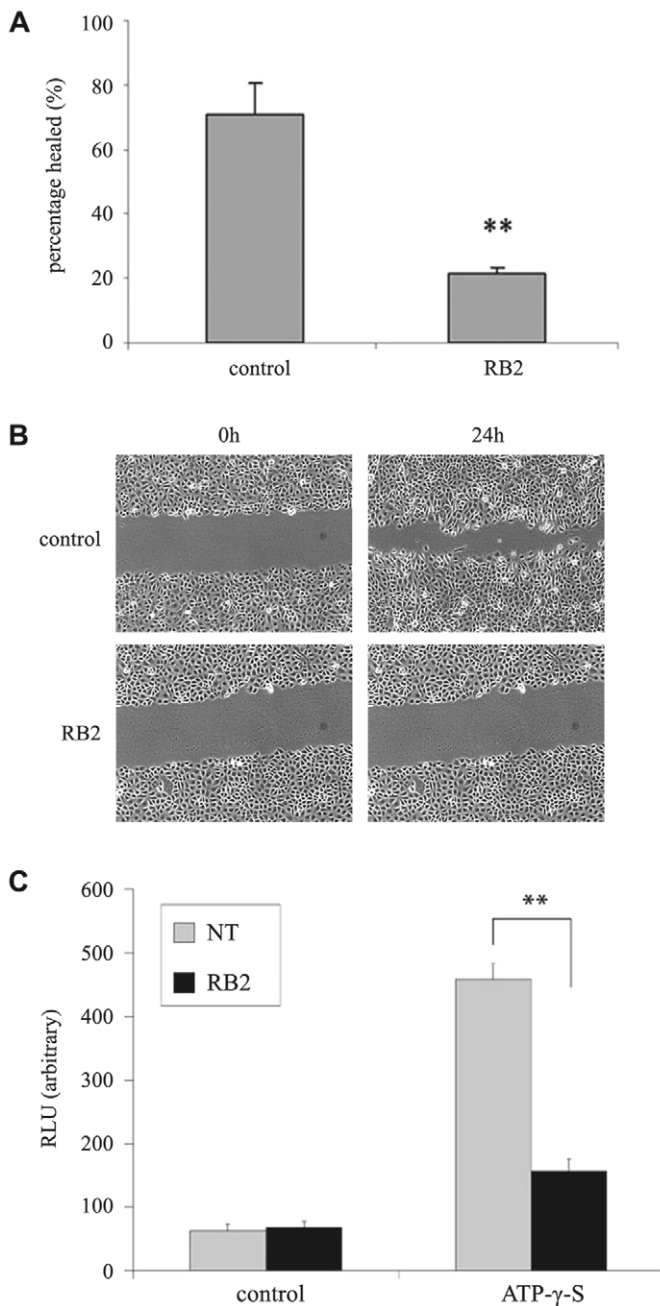 A
100
80
60
40
20
0
percentage healed (%)
**
control
RB2
B
0h
24h
control
RB2
C
600
500
400
300
200
100
0
RLU (arbitrary)
NT
RB2
**
control
ATP-γ-S